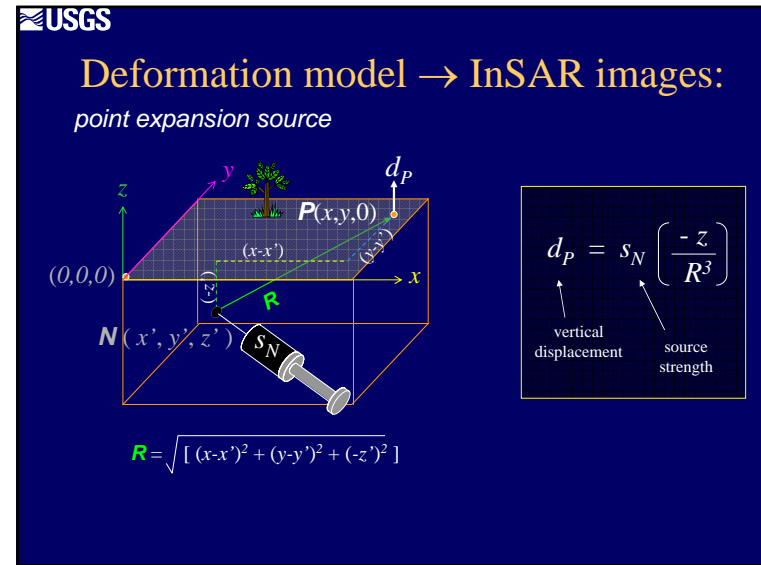 USGS
Deformation model → InSAR images:
point expansion source
z
y
d_P
P(x,y,0)
(x-x')
(y-y')
(0,0,0)
x
(-z')
R
N ( x', y', z' )
s_N
R = √[ (x-x')² + (y-y')² + (-z')² ]
d_P = s_N ( - z / R³ )
vertical
displacement
source
strength